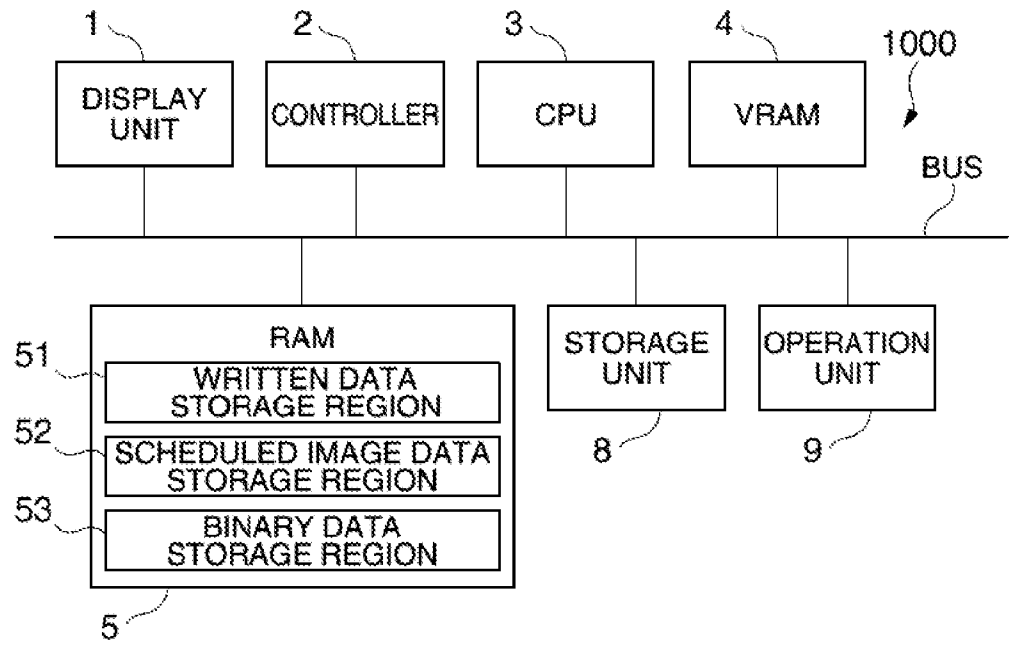 1
2
3
4
1000
DISPLAY
UNIT
CONTROLLER
CPU
VRAM
BUS
RAM
51
WRITTEN DATA
STORAGE REGION
52
SCHEDULED IMAGE DATA
STORAGE REGION
53
BINARY DATA
STORAGE REGION
5
STORAGE
UNIT
8
OPERATION
UNIT
9